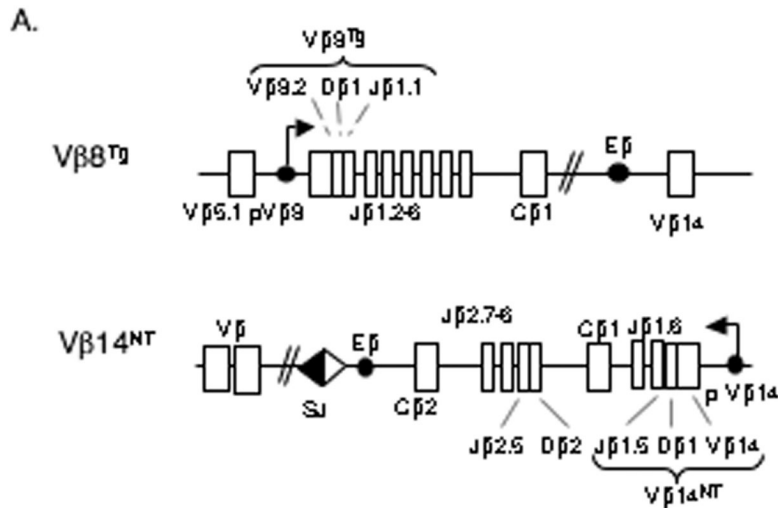 A.
Vβ9Tg
Vβ9.2 Dβ1 Jβ1.1
Vβ8Tg
Eβ
Vβ5.1 pVβ9 Jβ1.2-6 Cβ1 Vβ14
Vβ14NT
Vβ Eβ Jβ2.7-6 Cβ1 Jβ1.6
SJ Cβ2 p Vβ14
Jβ2.5 Dβ2 Jβ1.5 Dβ1 Vβ14
Vβ14NT